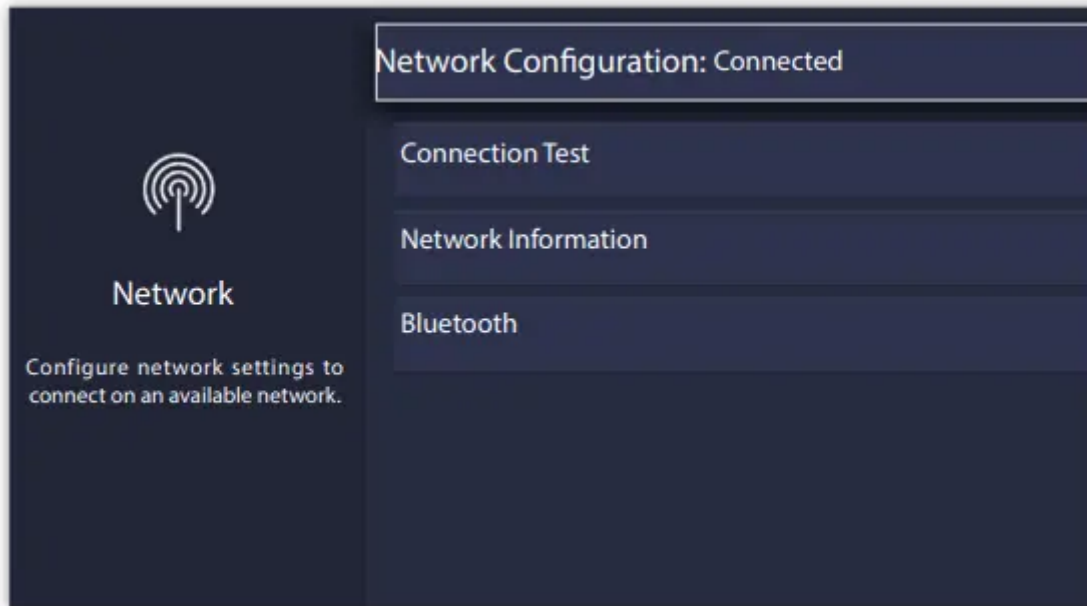 Network Configuration: Connected
Connection Test
Network Information
Bluetooth
Network
Configure network settings to
connect on an available network.